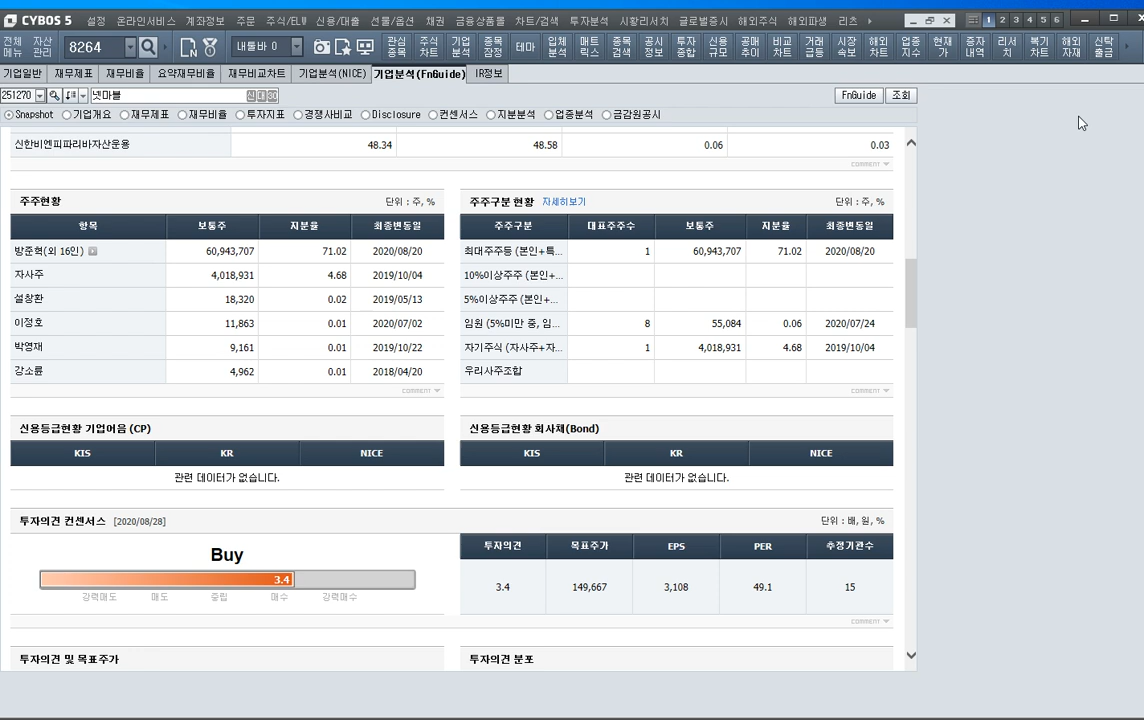 CYBOS 5 설정 온라인서비스 계좌정보 주문 주식/ELW 신용/대출 선물/옵션 채권 금융상품몰 차트/검색 투자분석 시황리서치 글로벌증시 해외주식 해외파생 리츠 1 2 3 4 5 6
전체메뉴 자산관리 8264 내툴바 0 관심종목 주식차트 기업분석 종목잠정 테마 입체분석 매트릭스 종목검색 공시정보 투자종합 신용규모 공매추이 비교차트 거래급등 시장속보 해외차트 업종지수 현재가 증자내역 리서치 복기차트 해외자재 신탁출금
기업일반 재무제표 재무비율 요약재무비율 재무비교차트 기업분석(NICE) 기업분석(FnGuide) IR정보
251270 넷마블 신 대 30 FnGuide 조회
Snapshot 기업개요 재무제표 재무비율 투자지표 경쟁사비교 Disclosure 컨센서스 지분분석 업종분석 금감원공시
신한비엔피파리바자산운용 48.34 48.58 0.06 0.03
COMMENT
주주현황 단위 : 주, %
항목 보통주 지분율 최종변동일
방준혁(외 16인) 60,943,707 71.02 2020/08/20
자사주 4,018,931 4.68 2019/10/04
설창환 18,320 0.02 2019/05/13
이정호 11,863 0.01 2020/07/02
박영재 9,161 0.01 2019/10/22
강소륜 4,962 0.01 2018/04/20
COMMENT
주주구분 현황 자세히보기 단위 : 주, %
주주구분 대표주주수 보통주 지분율 최종변동일
최대주주등 (본인+특... 1 60,943,707 71.02 2020/08/20
10%이상주주 (본인+...
5%이상주주 (본인+...
임원 (5%미만 중, 임... 8 55,084 0.06 2020/07/24
자기주식 (자사주+자... 1 4,018,931 4.68 2019/10/04
우리사주조합
COMMENT
신용등급현황 기업어음 (CP)
KIS KR NICE
관련 데이터가 없습니다.
신용등급현황 회사채(Bond)
KIS KR NICE
관련 데이터가 없습니다.
투자의견 컨센서스 [2020/08/28] 단위 : 배, 원, %
Buy
3.4
강력매도 매도 중립 매수 강력매수
투자의견 목표주가 EPS PER 추정기관수
3.4 149,667 3,108 49.1 15
COMMENT
투자의견 및 목표주가
투자의견 분포